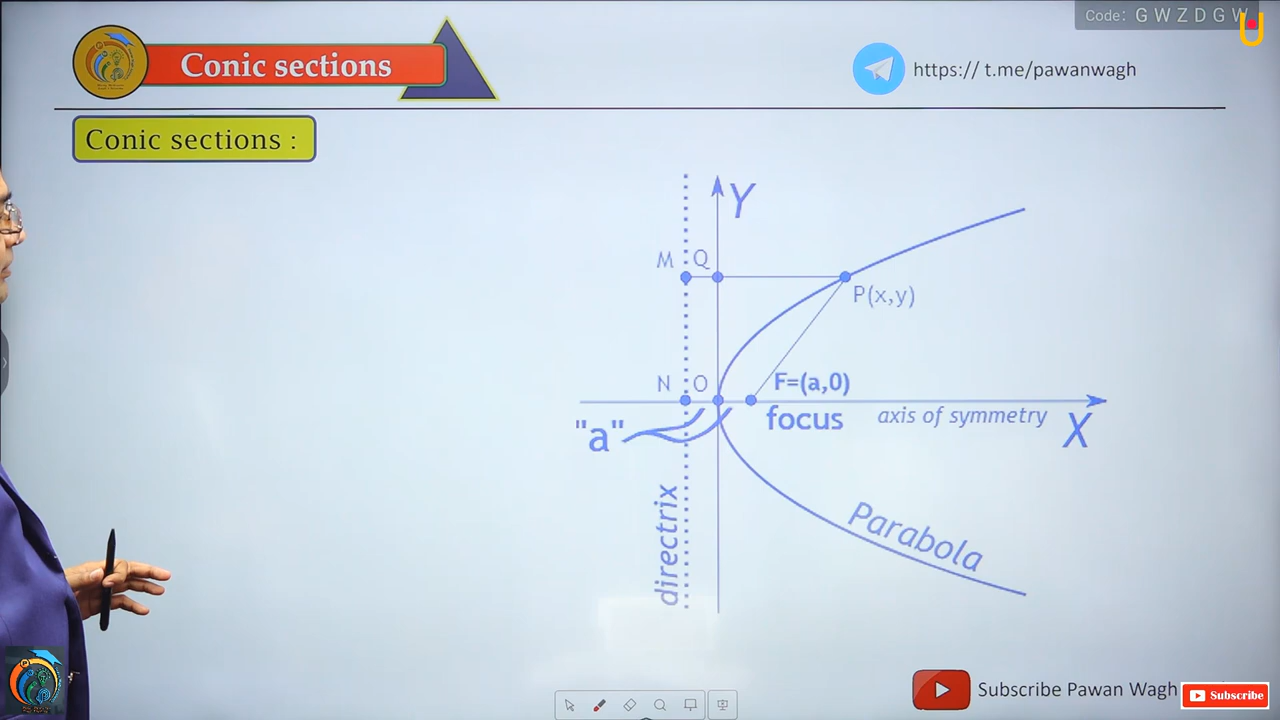 Code: G W Z D G W
Conic sections
https:// t.me/pawanwagh
Conic sections :
Y
M Q
P(x,y)
N O
F=(a,0)
"a"
focus
axis of symmetry
X
directrix
Parabola
Subscribe Pawan Wagh
Subscribe